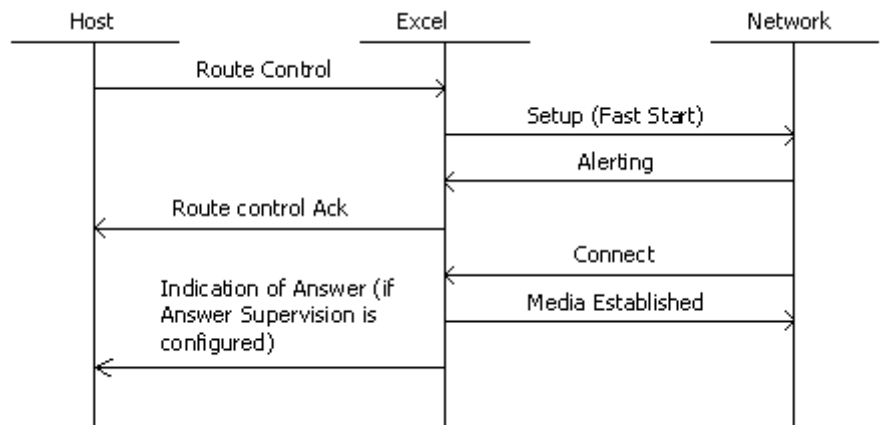 Host
Excel
Network
Route Control
Setup (Fast Start)
Alerting
Route control Ack
Connect
Indication of Answer (if
Answer Supervision is
configured)
Media Established